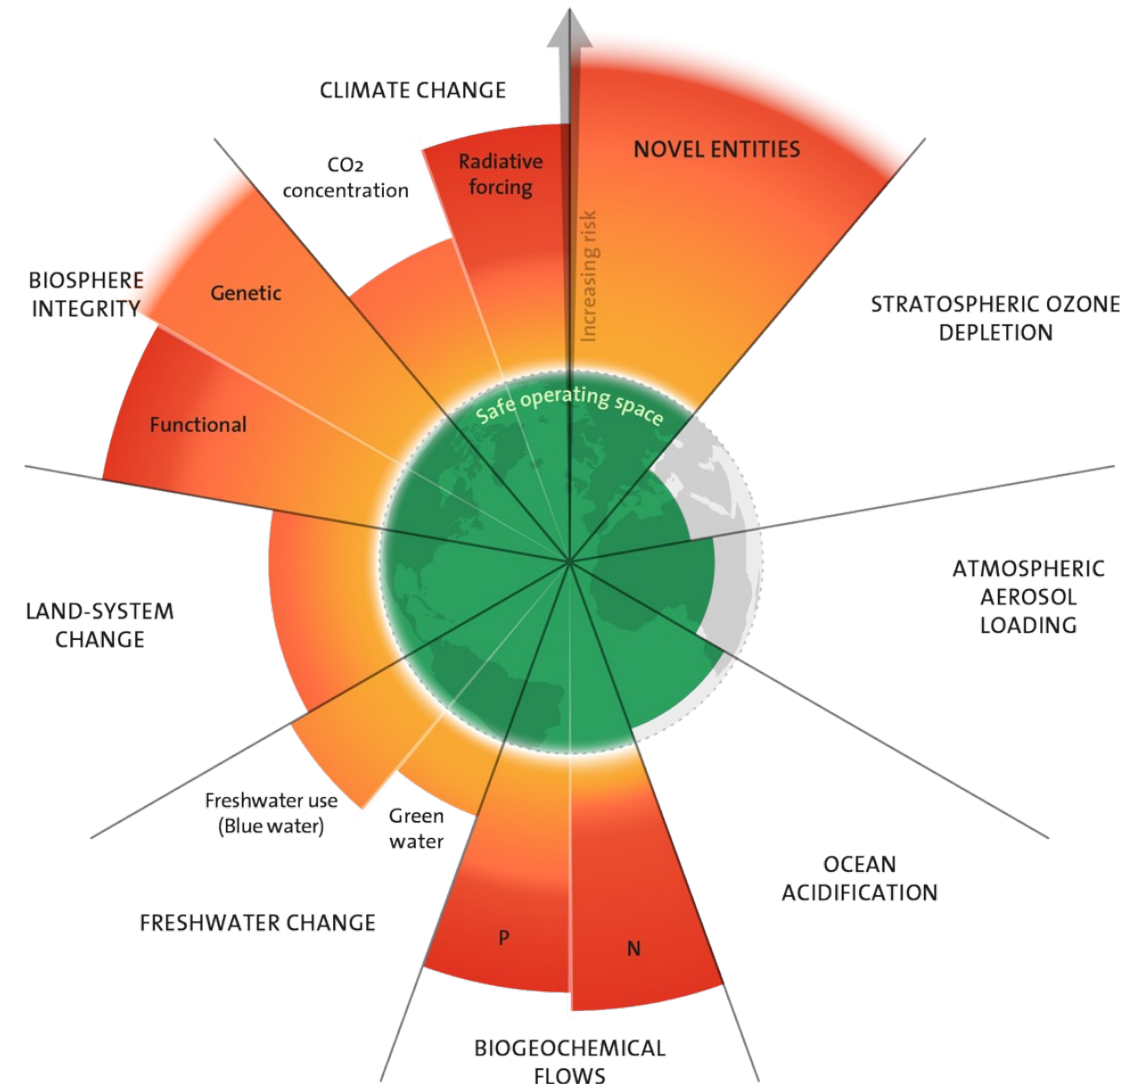 CLIMATE CHANGE
CO2
concentration
Radiative
forcing
NOVEL ENTITIES
Increasing risk
BIOSPHERE
INTEGRITY
Genetic
Functional
STRATOSPHERIC OZONE
DEPLETION
Safe operating space
ATMOSPHERIC
AEROSOL
LOADING
LAND-SYSTEM
CHANGE
Freshwater use
(Blue water)
Green
water
FRESHWATER CHANGE
P
N
OCEAN
ACIDIFICATION
BIOGEOCHEMICAL
FLOWS